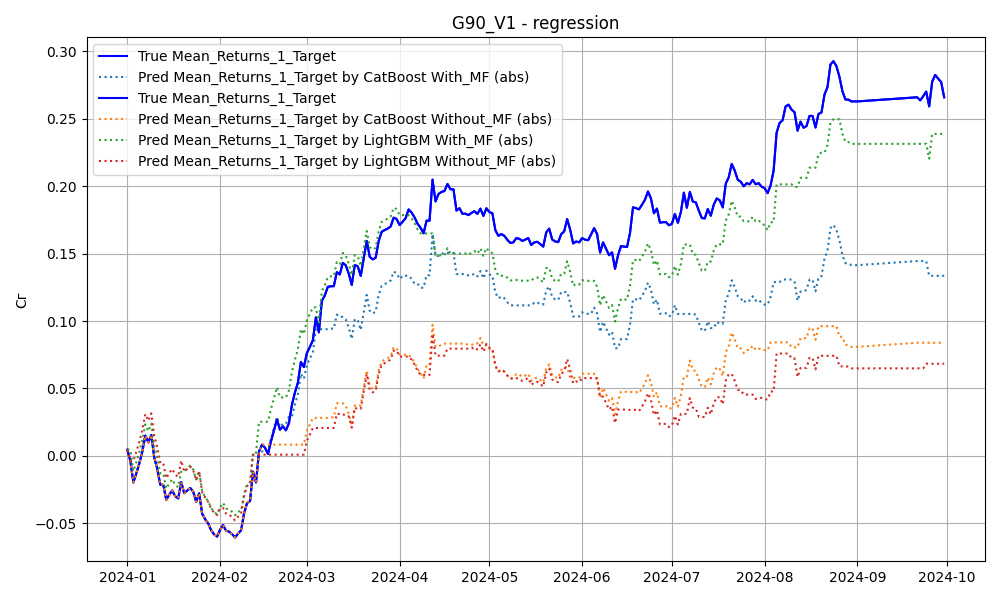 G90_V1 - regression
True Mean_Returns_1_Target
Pred Mean_Returns_1_Target by CatBoost With_MF (abs)
True Mean_Returns_1_Target
Pred Mean_Returns_1_Target by CatBoost Without_MF (abs)
Pred Mean_Returns_1_Target by LightGBM With_MF (abs)
Pred Mean_Returns_1_Target by LightGBM Without_MF (abs)
0.30
0.25
0.20
0.15
0.10
0.05
0.00
−0.05
Cr
2024-01 2024-02 2024-03 2024-04 2024-05 2024-06 2024-07 2024-08 2024-09 2024-10